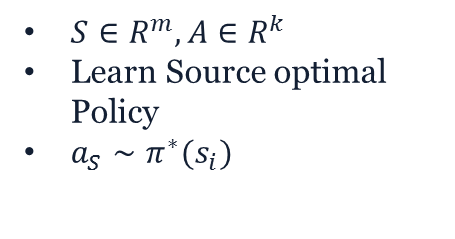 • S ∈ R^m, A ∈ R^k
• Learn Source optimal
Policy
• a_S ~ π*(s_i)